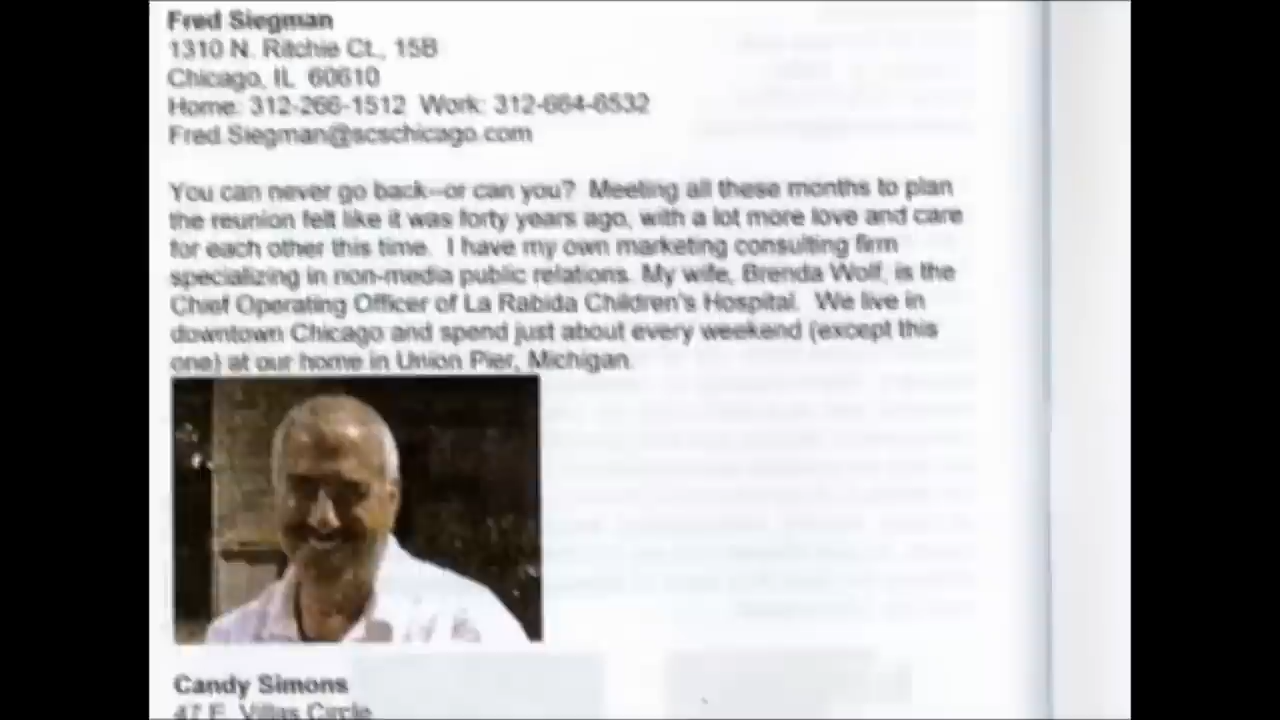 Fred Siegman
1310 N. Ritchie Ct., 15B
Chicago, IL 60610
Home: 312-266-1512 Work: 312-664-6532
Fred.Siegman@scschicago.com
You can never go back--or can you? Meeting all these months to plan
the reunion felt like it was forty years ago, with a lot more love and care
for each other this time. I have my own marketing consulting firm
specializing in non-media public relations. My wife, Brenda Wolf, is the
Chief Operating Officer of La Rabida Children's Hospital. We live in
downtown Chicago and spend just about every weekend (except this
one) at our home in Union Pier, Michigan.
Candy Simons
47 E. Villas Circle